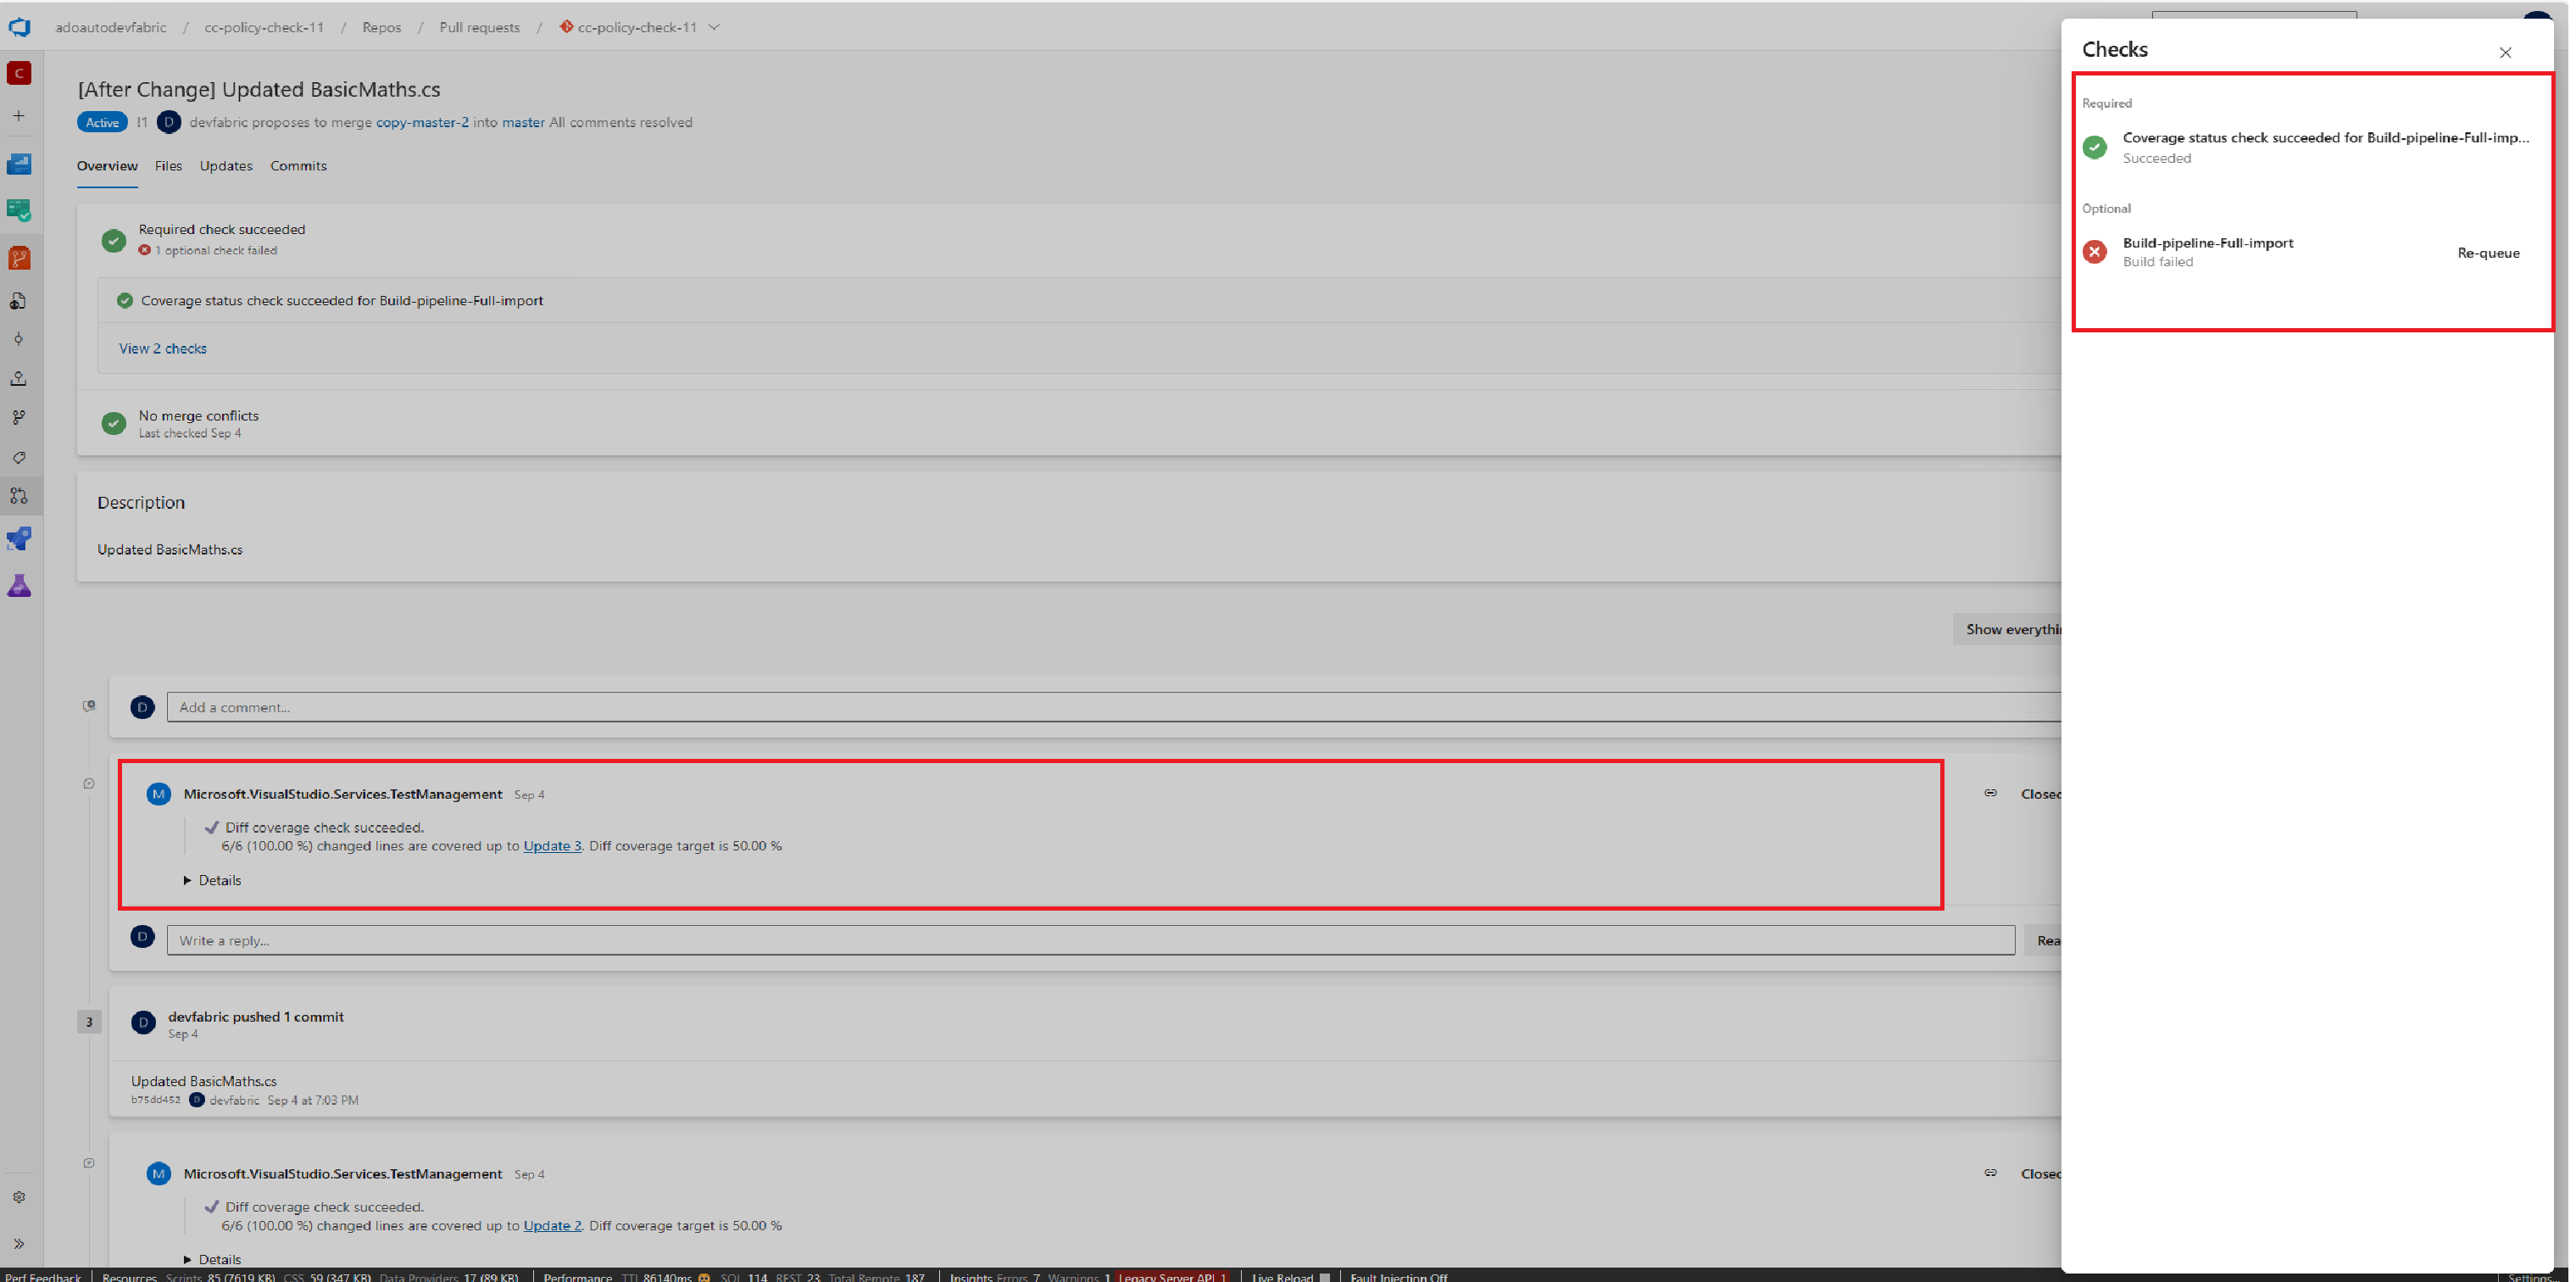 adoautodevfabric / cc-policy-check-11 / Repos / Pull requests / cc-policy-check-11
C
[After Change] Updated BasicMaths.cs
Active !1 D devfabric proposes to merge copy-master-2 into master All comments resolved
Overview Files Updates Commits
Required check succeeded
1 optional check failed
Coverage status check succeeded for Build-pipeline-Full-import
View 2 checks
No merge conflicts
Last checked Sep 4
Description
Updated BasicMaths.cs
Show everythi
D Add a comment...
M Microsoft.VisualStudio.Services.TestManagement Sep 4
Closed
Diff coverage check succeeded.
6/6 (100.00 %) changed lines are covered up to Update 3. Diff coverage target is 50.00 %
Details
D Write a reply...
Rea
3 D devfabric pushed 1 commit
Sep 4
Updated BasicMaths.cs
b75dd452 D devfabric Sep 4 at 7:03 PM
M Microsoft.VisualStudio.Services.TestManagement Sep 4
Closed
Diff coverage check succeeded.
6/6 (100.00 %) changed lines are covered up to Update 2. Diff coverage target is 50.00 %
Details
Checks
Required
Coverage status check succeeded for Build-pipeline-Full-imp...
Succeeded
Optional
Build-pipeline-Full-import
Build failed
Re-queue
Perf Feedback Resources Scripts 85 (7619 KB) CSS 59 (347 KB) Data Providers 17 (89 KB) Performance TTI 86140ms SQL 114 REST 23 Total Remote 187 Insights Errors 7 Warnings 1 Legacy Server API 1 Live Reload Fault Injection Off Settings...